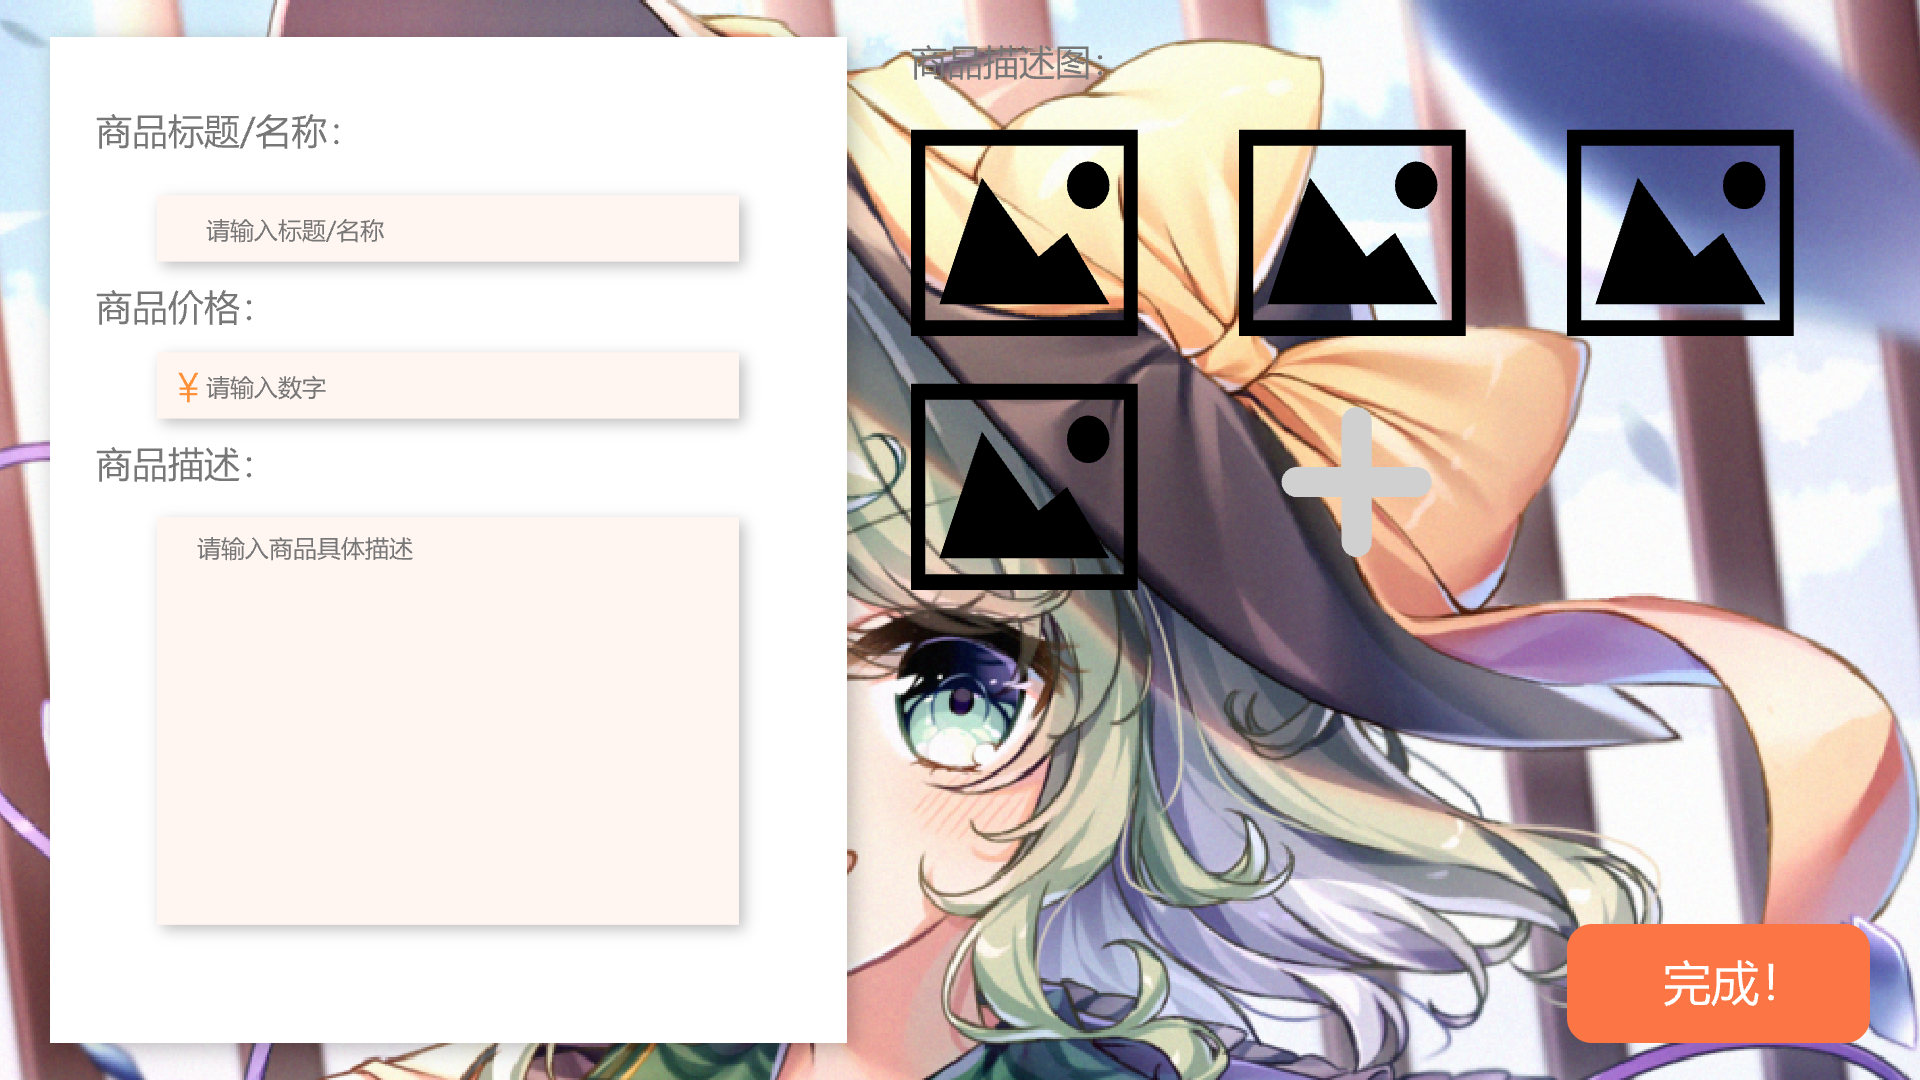 商品标题/名称：
请输入标题/名称
商品价格：
¥ 请输入数字
商品描述：
请输入商品具体描述
商品描述图：
完成！